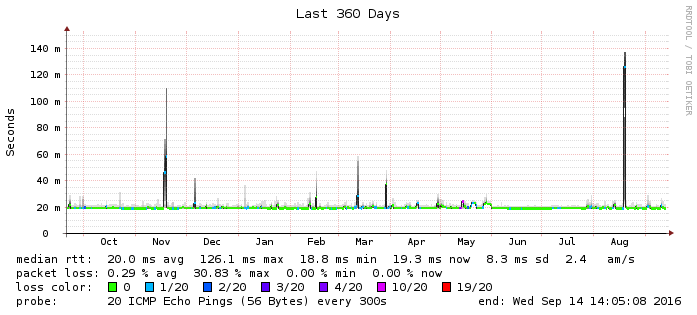 Last 360 Days
RRDTOOL / TOBI OETIKER
Seconds
140 m
120 m
100 m
80 m
60 m
40 m
20 m
0
Oct Nov Dec Jan Feb Mar Apr May Jun Jul Aug
median rtt: 20.0 ms avg 126.1 ms max 18.8 ms min 19.3 ms now 8.3 ms sd 2.4 am/s
packet loss: 0.29 % avg 30.83 % max 0.00 % min 0.00 % now
loss color: 0 1/20 2/20 3/20 4/20 10/20 19/20
probe: 20 ICMP Echo Pings (56 Bytes) every 300s end: Wed Sep 14 14:05:08 2016